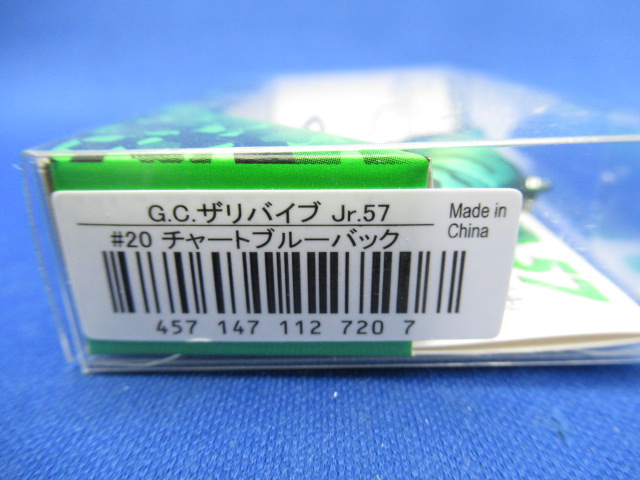 G.C.ザリバイブ Jr.57
#20 チャートブルーバック
Made in
China
457 147 112 720 7
57